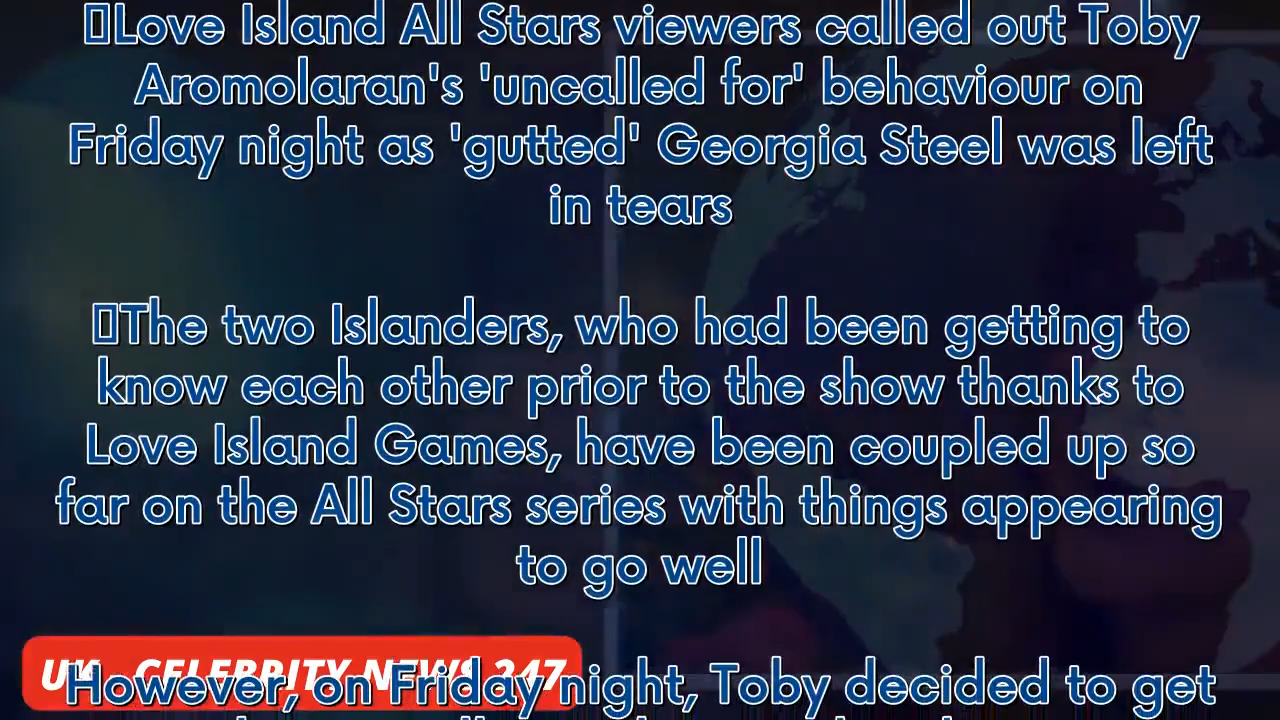 Love Island All Stars viewers called out Toby
Aromolaran's 'uncalled for' behaviour on
Friday night as 'gutted' Georgia Steel was left
in tears
The two Islanders, who had been getting to
know each other prior to the show thanks to
Love Island Games, have been coupled up so
far on the All Stars series with things appearing
to go well
UK CELEBRITY NEWS 247
However, on Friday night, Toby decided to get